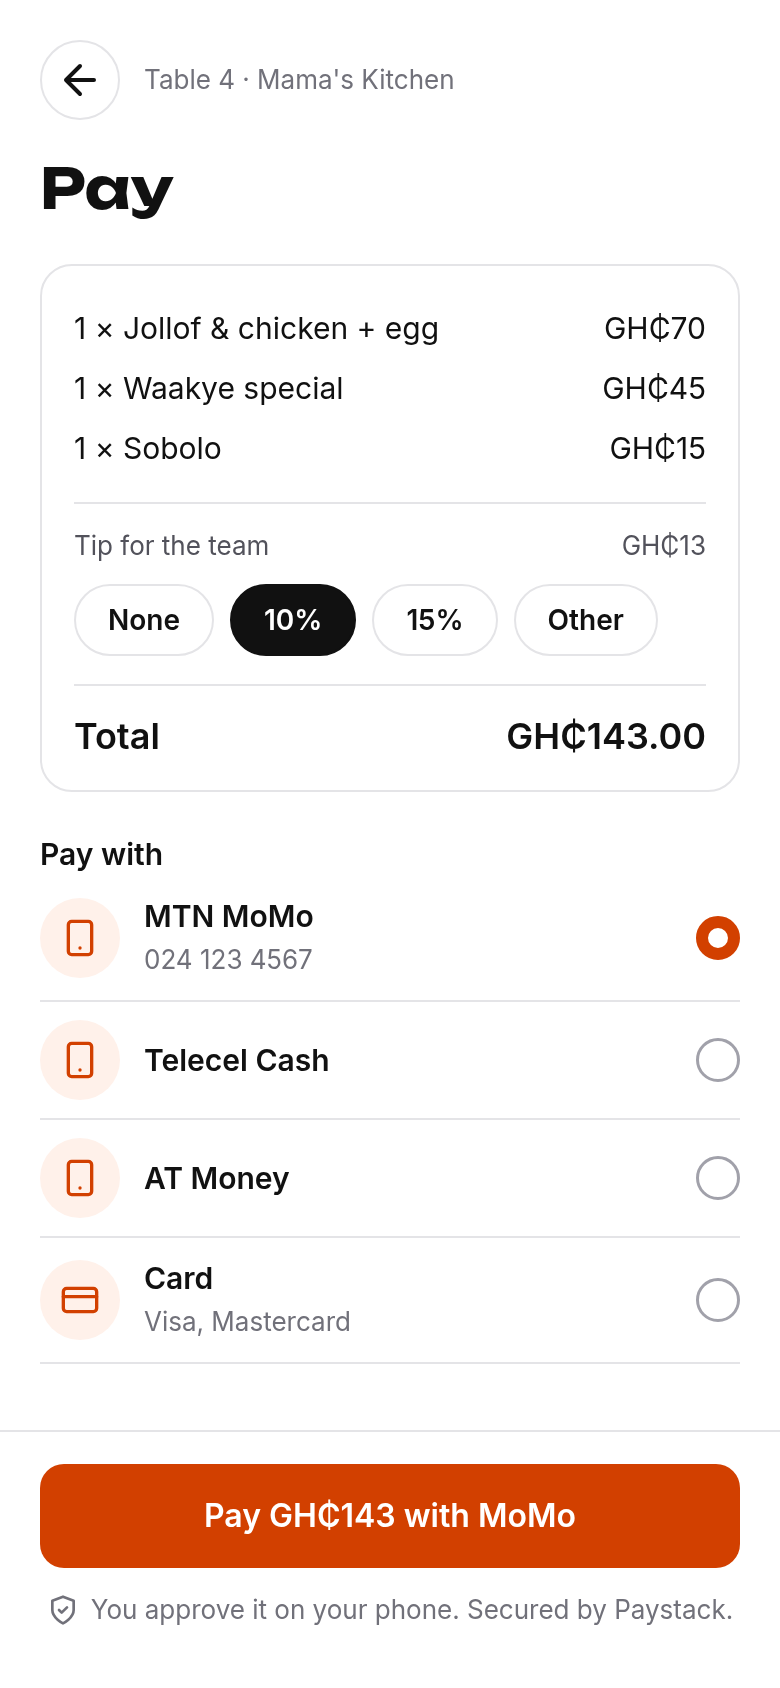 Table 4 · Mama's Kitchen
Pay
1 × Jollof & chicken + egg GH₵70
1 × Waakye special GH₵45
1 × Sobolo GH₵15
Tip for the team GH₵13
None 10% 15% Other
Total GH₵143.00
Pay with
MTN MoMo
024 123 4567
Telecel Cash
AT Money
Card
Visa, Mastercard
Pay GH₵143 with MoMo
You approve it on your phone. Secured by Paystack.